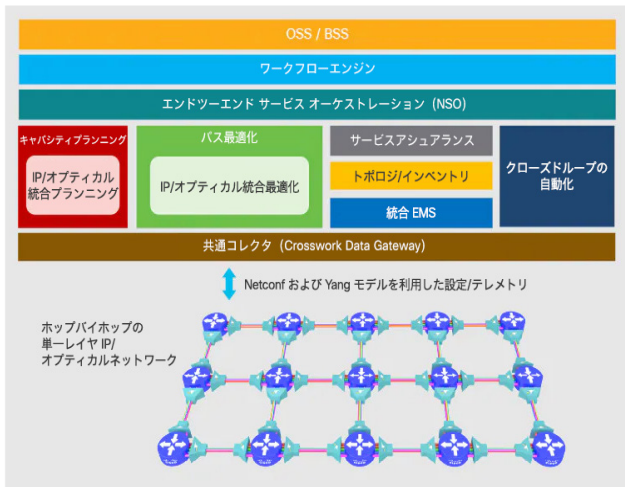 OSS / BSS
ワークフローエンジン
エンドツーエンド サービス オーケストレーション（NSO）
キャパシティプランニング
IP/オプティカル
統合プランニング
パス最適化
IP/オプティカル統合最適化
サービスアシュアランス
トポロジ/インベントリ
統合 EMS
クローズドループの
自動化
共通コレクタ（Crosswork Data Gateway）
Netconf および Yang モデルを利用した設定/テレメトリ
ホップバイホップの
単一レイヤ IP/
オプティカルネットワーク